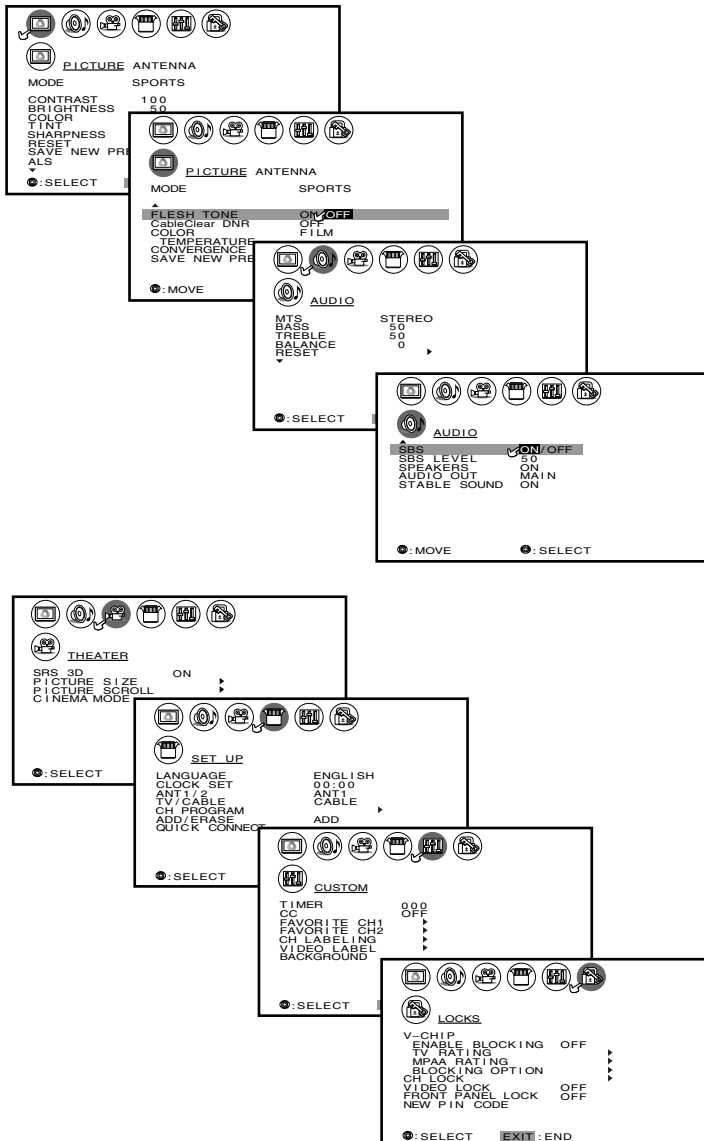 PICTURE ANTENNA
MODE SPORTS
CONTRAST 100
BRIGHTNESS 50
COLOR
TINT
SHARPNESS
RESET
SAVE NEW PRE
ALS
:SELECT
PICTURE ANTENNA
MODE SPORTS
FLESH TONE ON OFF
CableClear DNR OFF
COLOR FILM
TEMPERATURE
CONVERGENCE
SAVE NEW PRE
:MOVE
AUDIO
MTS STEREO
BASS 50
TREBLE 50
BALANCE 0
RESET
:SELECT
AUDIO
SBS ON/OFF
SBS LEVEL 50
SPEAKERS ON
AUDIO OUT MAIN
STABLE SOUND ON
:MOVE :SELECT
THEATER
SRS 3D ON
PICTURE SIZE
PICTURE SCROLL
CINEMA MODE
:SELECT
SET UP
LANGUAGE ENGLISH
CLOCK SET 00:00
ANT1/2 ANT1
TV/CABLE CABLE
CH PROGRAM
ADD/ERASE ADD
QUICK CONNECT
:SELECT
CUSTOM
TIMER 000
CC OFF
FAVORITE CH1
FAVORITE CH2
CH LABELING
VIDEO LABEL
BACKGROUND
:SELECT
LOCKS
V-CHIP
ENABLE BLOCKING OFF
TV RATING
MPAA RATING
BLOCKING OPTION
CH LOCK
VIDEO LOCK OFF
FRONT PANEL LOCK OFF
NEW PIN CODE
:SELECT EXIT :END